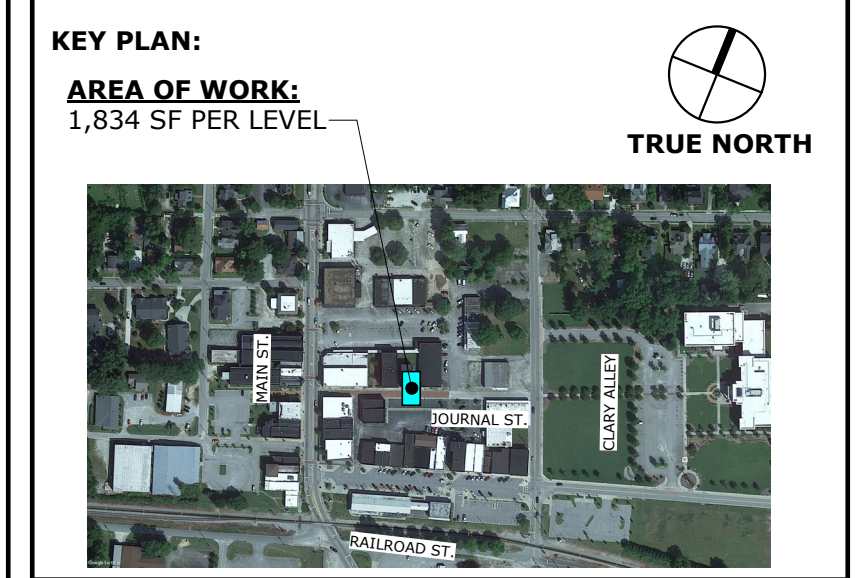 KEY PLAN:
AREA OF WORK:
1,834 SF PER LEVEL
TRUE NORTH
MAIN ST.
JOURNAL ST.
CLARY ALLEY
RAILROAD ST.